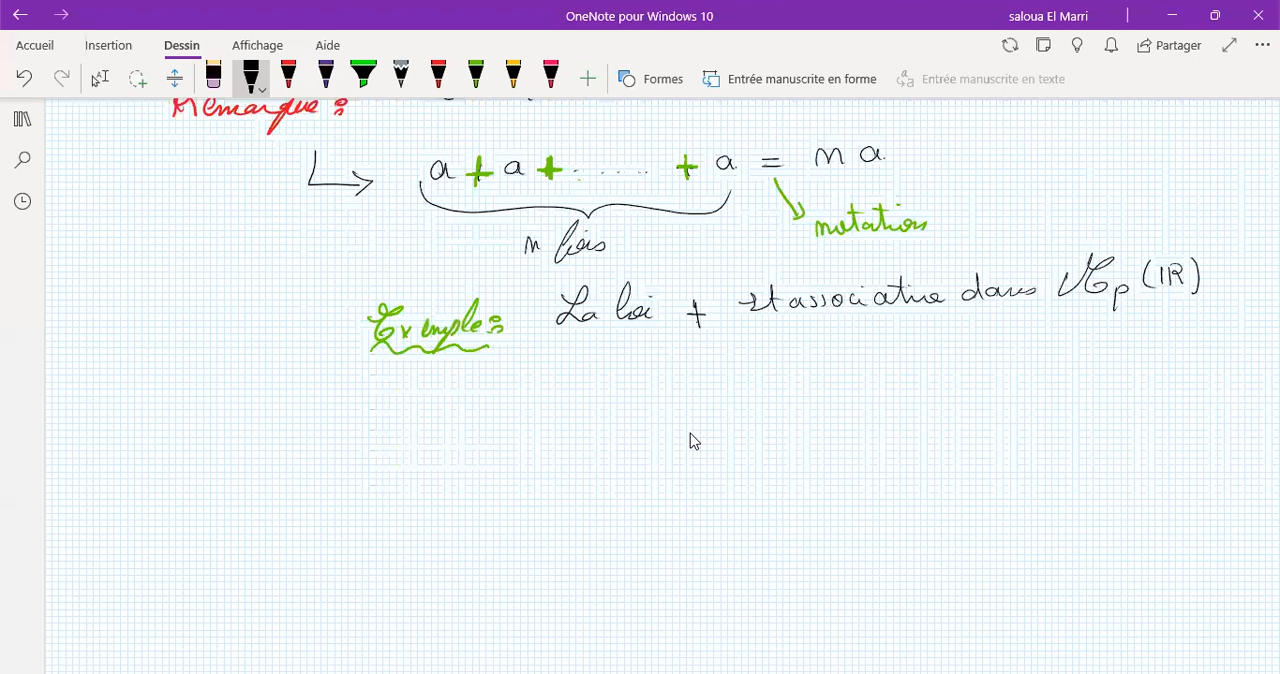 OneNote pour Windows 10
saloua El Marri
Accueil Insertion Dessin Affichage Aide
Partager
Formes Entrée manuscrite en forme Entrée manuscrite en texte
Remarque :
a + a + ...... + a = n a
n fois
notation
Exemple : La loi + est associative dans 𝓜p (IR)